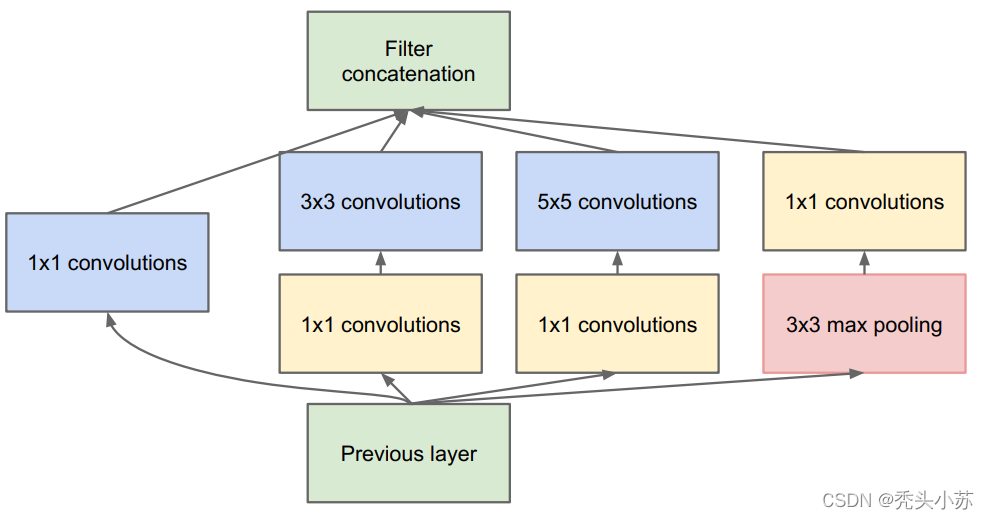 Filter
concatenation
3x3 convolutions
5x5 convolutions
1x1 convolutions
1x1 convolutions
1x1 convolutions
1x1 convolutions
3x3 max pooling
Previous layer
CSDN @秃头小苏